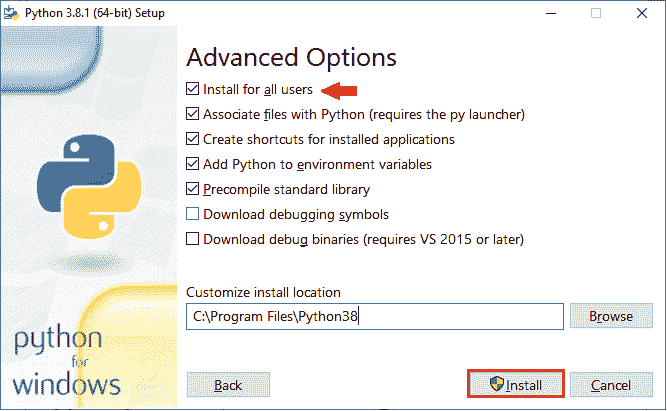 Python 3.8.1 (64-bit) Setup
Advanced Options
Install for all users
Associate files with Python (requires the py launcher)
Create shortcuts for installed applications
Add Python to environment variables
Precompile standard library
Download debugging symbols
Download debug binaries (requires VS 2015 or later)
Customize install location
C:\Program Files\Python38
Browse
python
for
windows
Back
Install
Cancel